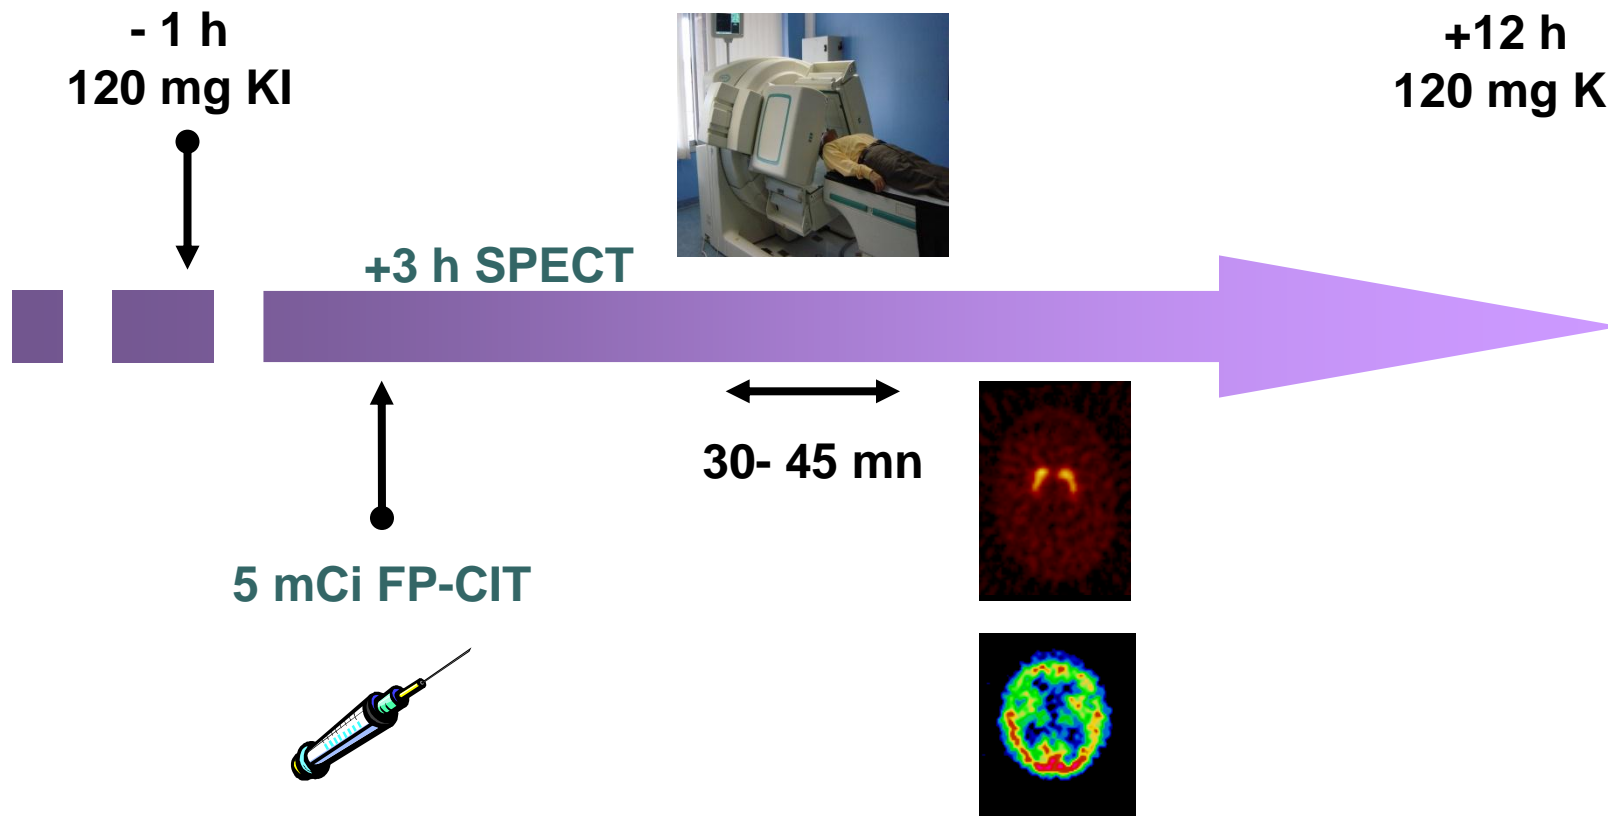 - 1 h
120 mg KI
+12 h
120 mg K
+3 h SPECT
30- 45 mn
5 mCi FP-CIT